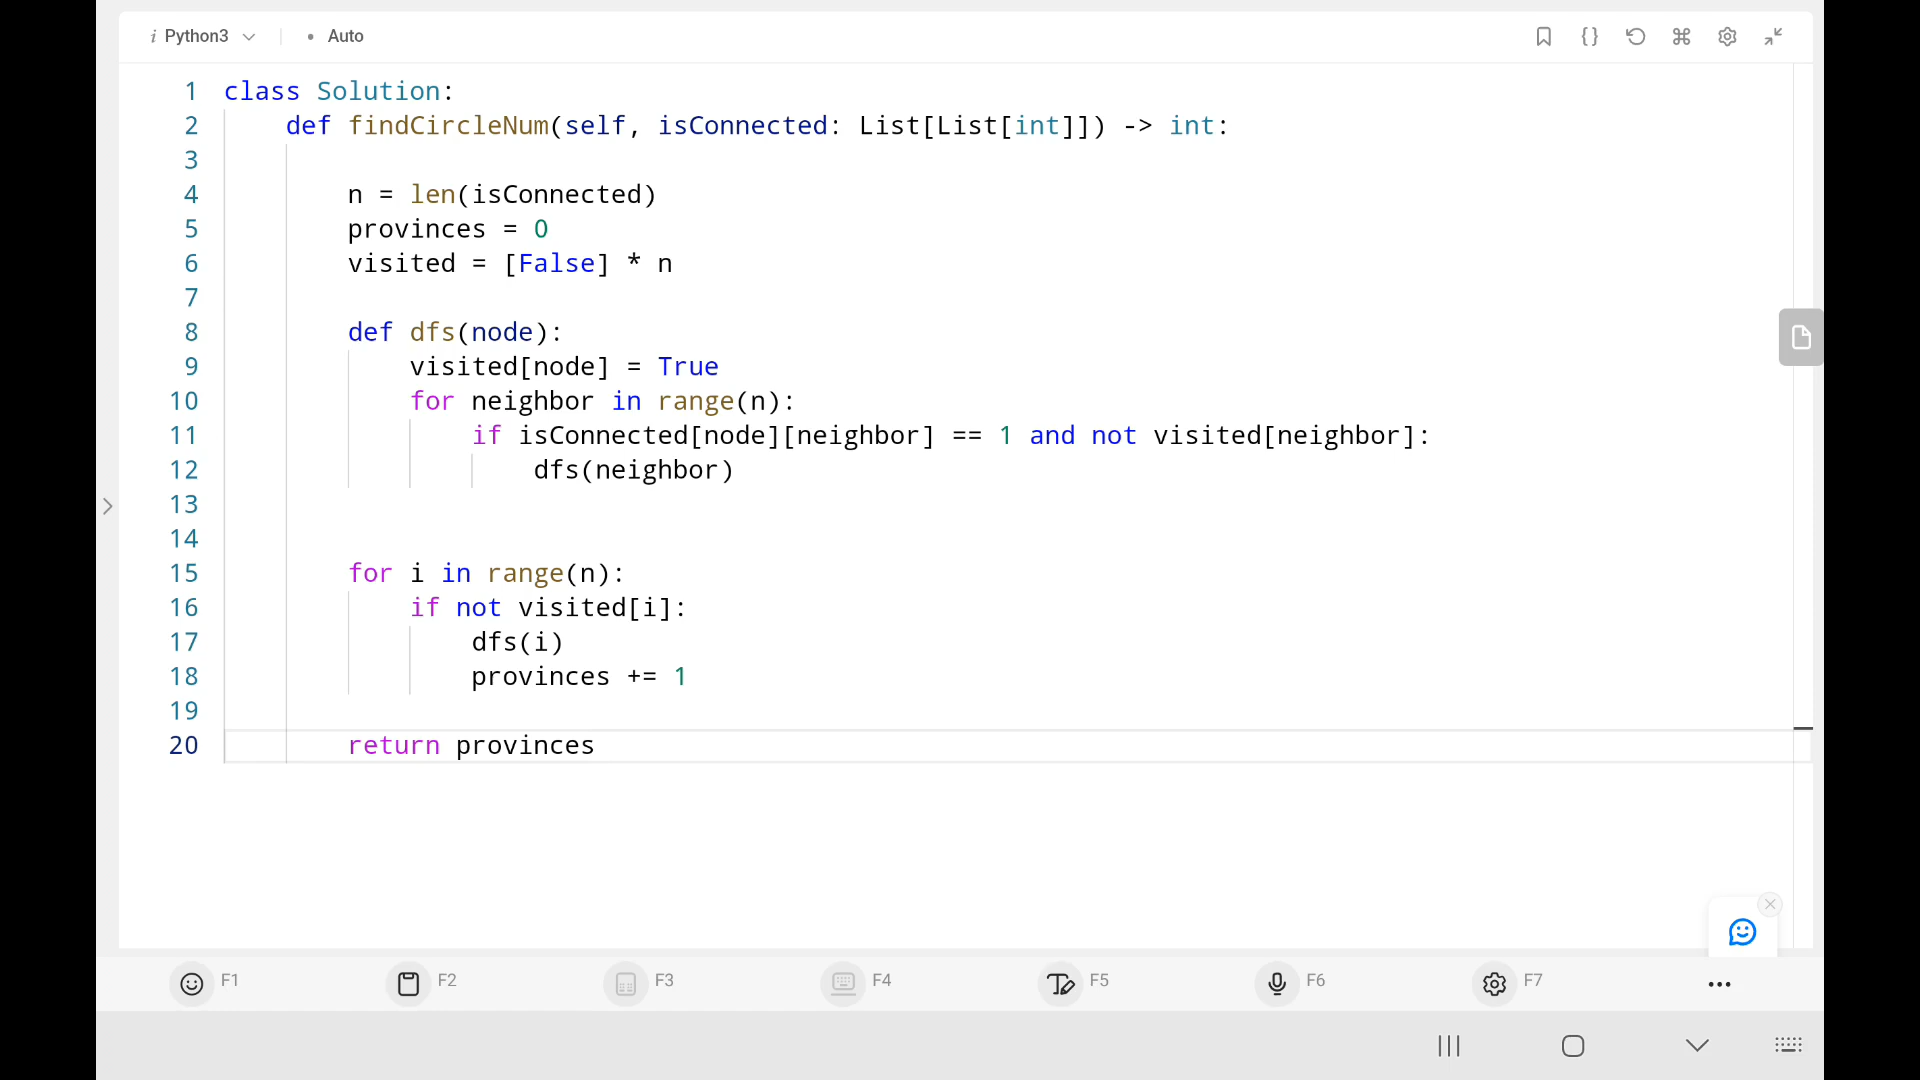 i Python3 • Auto
1 class Solution:
2     def findCircleNum(self, isConnected: List[List[int]]) -> int:
3
4         n = len(isConnected)
5         provinces = 0
6         visited = [False] * n
7
8         def dfs(node):
9             visited[node] = True
10             for neighbor in range(n):
11                 if isConnected[node][neighbor] == 1 and not visited[neighbor]:
12                     dfs(neighbor)
13
14
15         for i in range(n):
16             if not visited[i]:
17                 dfs(i)
18                 provinces += 1
19
20         return provinces
F1 F2 F3 F4 F5 F6 F7